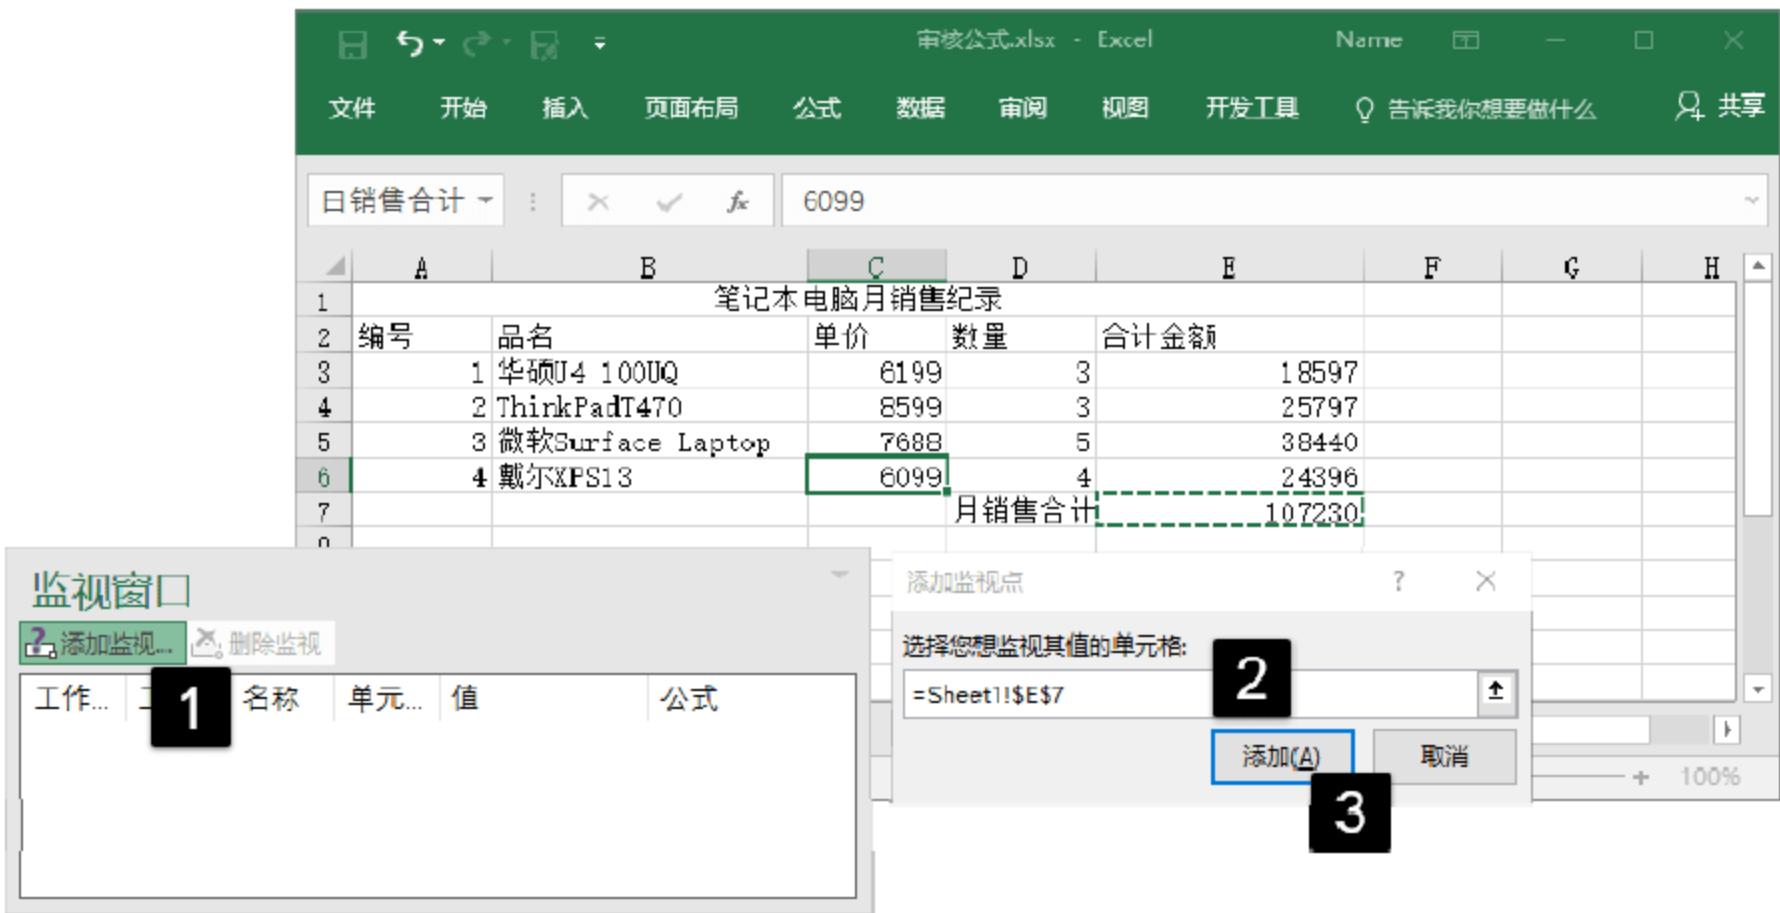 审核公式.xlsx - Excel Name
文件 开始 插入 页面布局 公式 数据 审阅 视图 开发工具 告诉我你想要做什么 共享
日销售合计 fx 6099
A B C D E F G H
1 笔记本电脑月销售纪录
2 编号 品名 单价 数量 合计金额
3 1 华硕U4 100UQ 6199 3 18597
4 2 ThinkPadT470 8599 3 25797
5 3 微软Surface Laptop 7688 5 38440
6 4 戴尔XPS13 6099 4 24396
7 月销售合计 107230
监视窗口
添加监视... 删除监视
工作... 名称 单元... 值 公式
1
添加监视点 ?
选择您想监视其值的单元格:
=Sheet1!$E$7
2
添加(A) 取消
3
100%